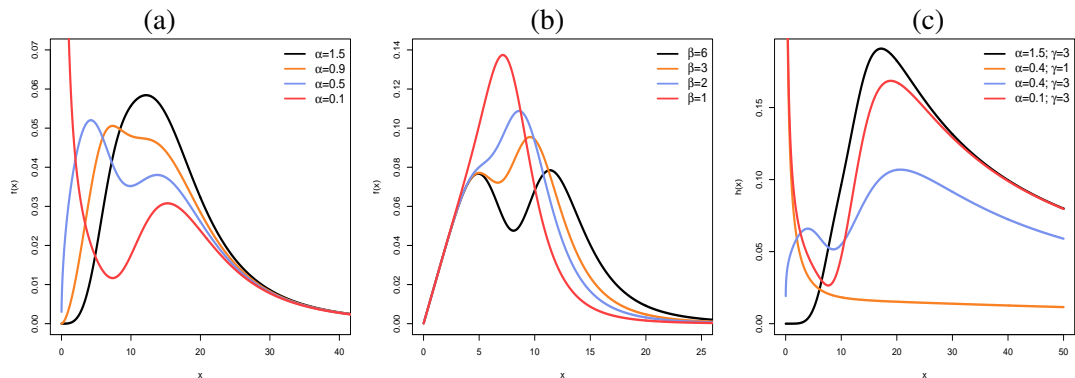 (a)
α=1.5
α=0.9
α=0.5
α=0.1
f(x)
0.00 0.01 0.02 0.03 0.04 0.05 0.06 0.07
0 10 20 30 40
x
(b)
β=6
β=3
β=2
β=1
f(x)
0.00 0.02 0.04 0.06 0.08 0.10 0.12 0.14
0 5 10 15 20 25
x
(c)
α=1.5; γ=3
α=0.4; γ=1
α=0.4; γ=3
α=0.1; γ=3
h(x)
0.00 0.05 0.10 0.15
0 10 20 30 40 50
x